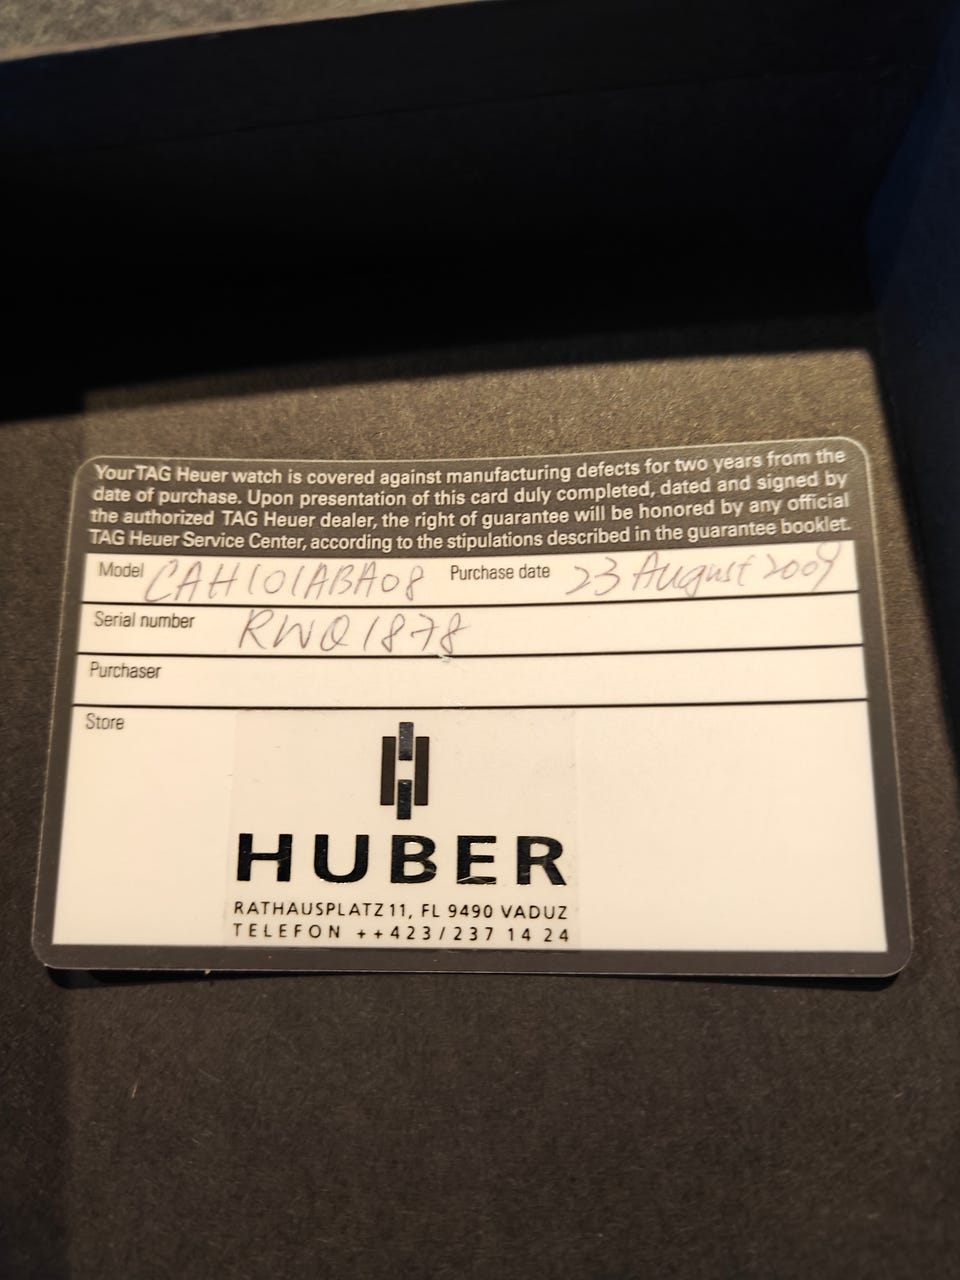 Your TAG Heuer watch is covered against manufacturing defects for two years from the
date of purchase. Upon presentation of this card duly completed, dated and signed by
the authorized TAG Heuer dealer, the right of guarantee will be honored by any official
TAG Heuer Service Center, according to the stipulations described in the guarantee booklet.
Model CAH101ABA08 Purchase date 23 August 2009
Serial number RWQ1878
Purchaser
Store
HUBER
RATHAUSPLATZ 11, FL 9490 VADUZ
TELEFON ++423/237 14 24